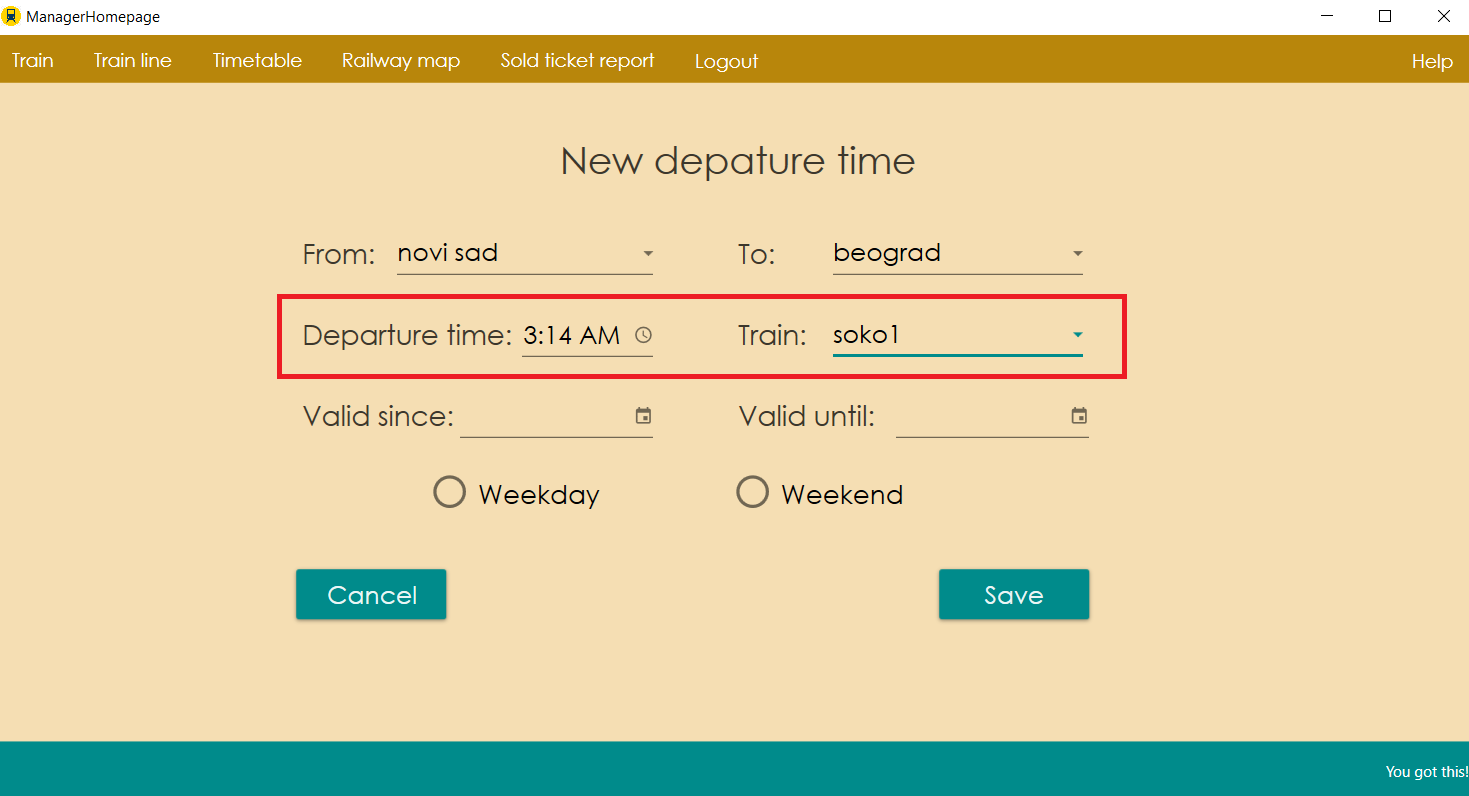 ManagerHomepage
Train Train line Timetable Railway map Sold ticket report Logout Help
New depature time
From: novi sad To: beograd
Departure time: 3:14 AM Train: soko1
Valid since: Valid until:
Weekday Weekend
Cancel Save
You got this!